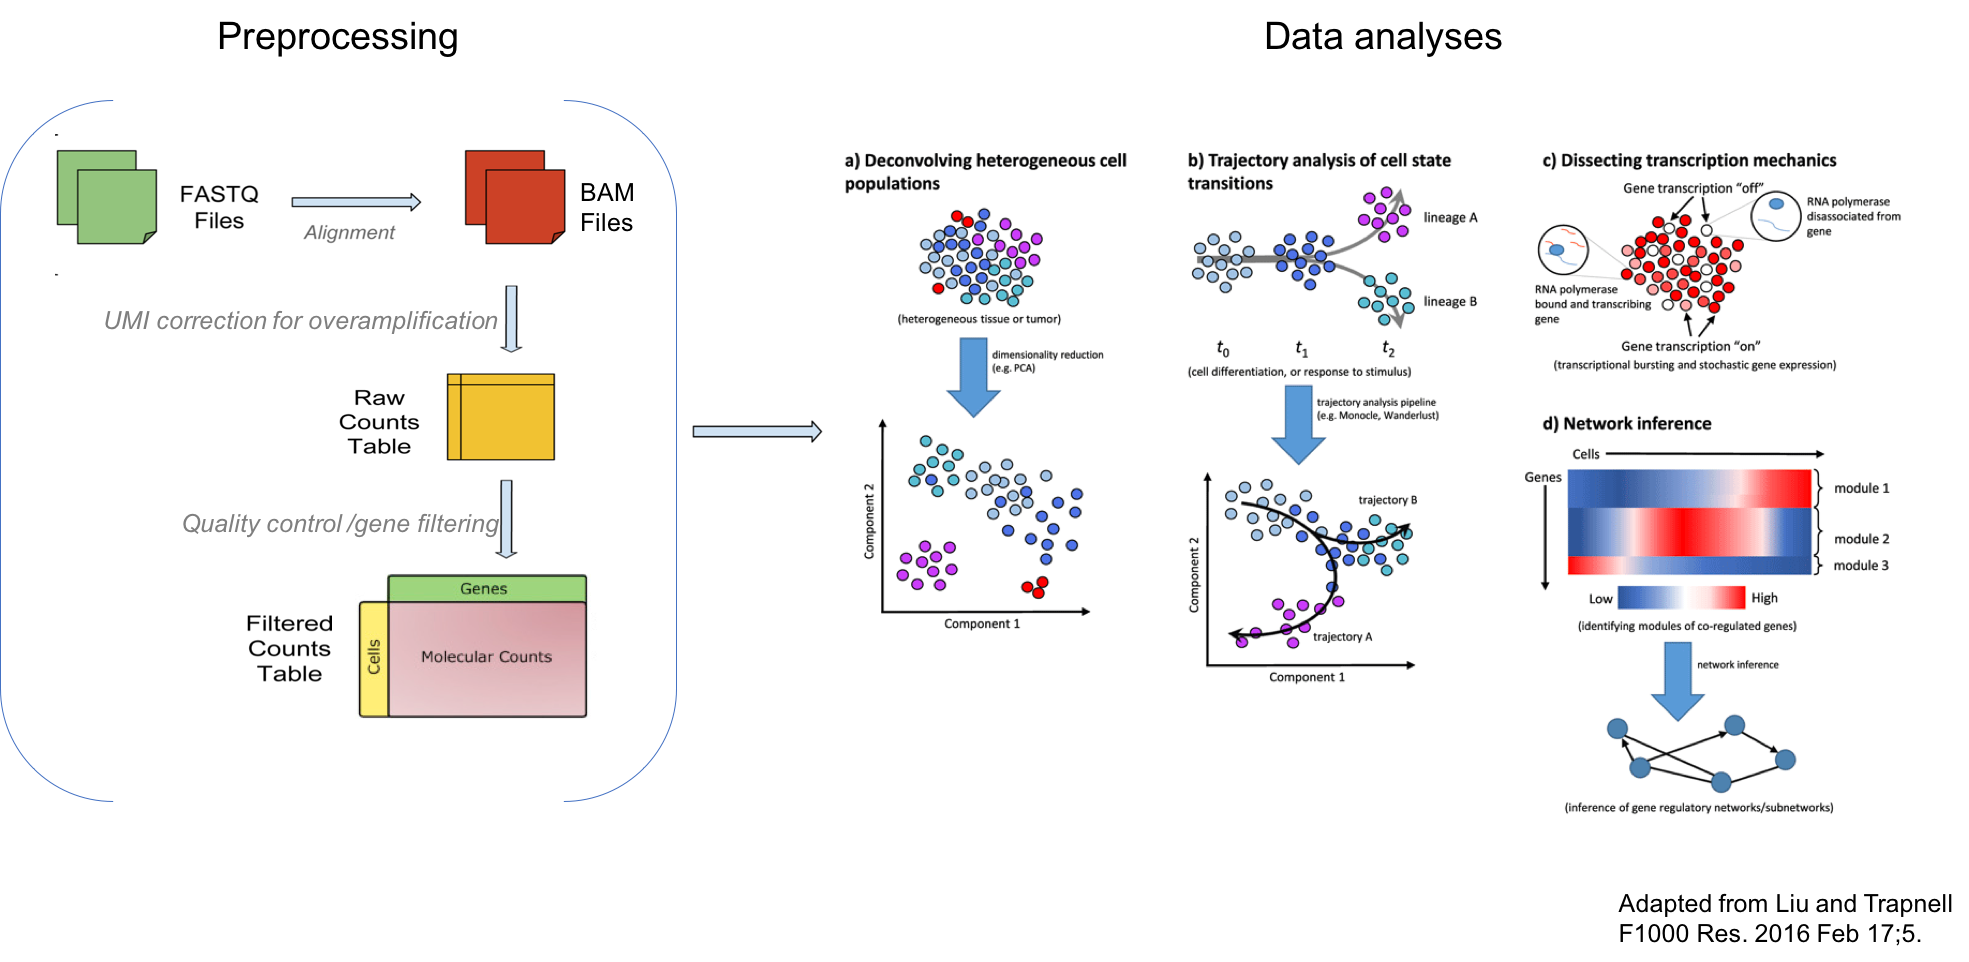 Preprocessing
Data analyses
FASTQ
Files
Alignment
BAM
Files
UMI correction for overamplification
Raw
Counts
Table
Quality control /gene filtering
Filtered
Counts
Table
Genes
Cells
Molecular Counts
a) Deconvolving heterogeneous cell
populations
(heterogeneous tissue or tumor)
dimensionality reduction
(e.g. PCA)
Component 2
Component 1
b) Trajectory analysis of cell state
transitions
lineage A
lineage B
t0 t1 t2
(cell differentiation, or response to stimulus)
trajectory analysis pipeline
(e.g. Monocle, Wanderlust)
trajectory B
trajectory A
Component 2
Component 1
c) Dissecting transcription mechanics
Gene transcription “off”
RNA polymerase
disassociated from
gene
RNA polymerase
bound and transcribing
gene
Gene transcription “on”
(transcriptional bursting and stochastic gene expression)
d) Network inference
Cells
Genes
module 1
module 2
module 3
Low
High
(identifying modules of co-regulated genes)
network inference
(inference of gene regulatory networks/subnetworks)
Adapted from Liu and Trapnell
F1000 Res. 2016 Feb 17;5.